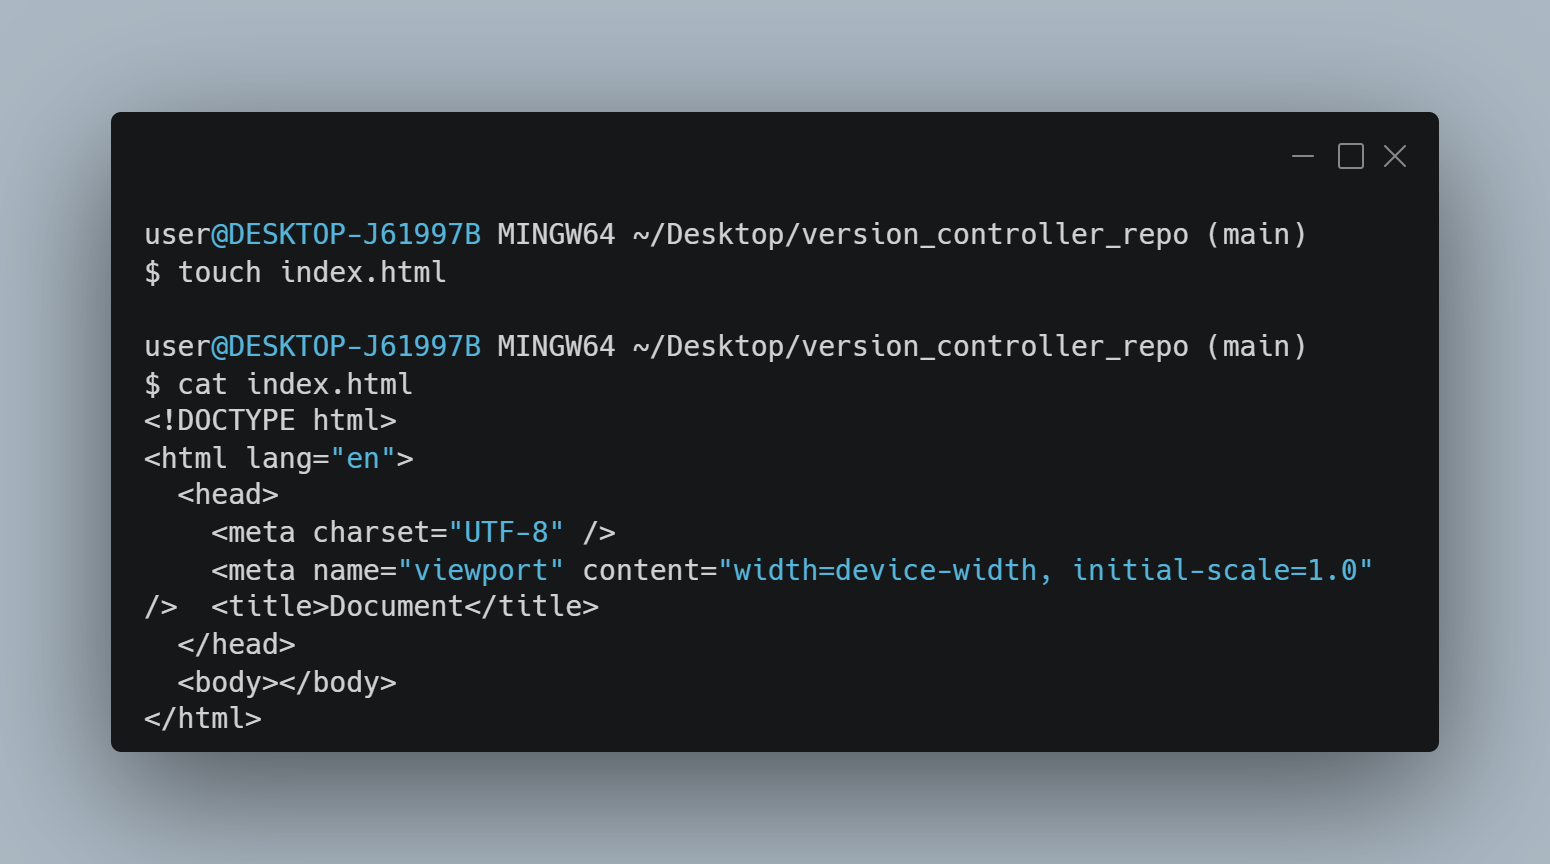 user@DESKTOP-J61997B MINGW64 ~/Desktop/version_controller_repo (main)
$ touch index.html

user@DESKTOP-J61997B MINGW64 ~/Desktop/version_controller_repo (main)
$ cat index.html
<!DOCTYPE html>
<html lang="en">
  <head>
    <meta charset="UTF-8" />
    <meta name="viewport" content="width=device-width, initial-scale=1.0"
/>  <title>Document</title>
  </head>
  <body></body>
</html>